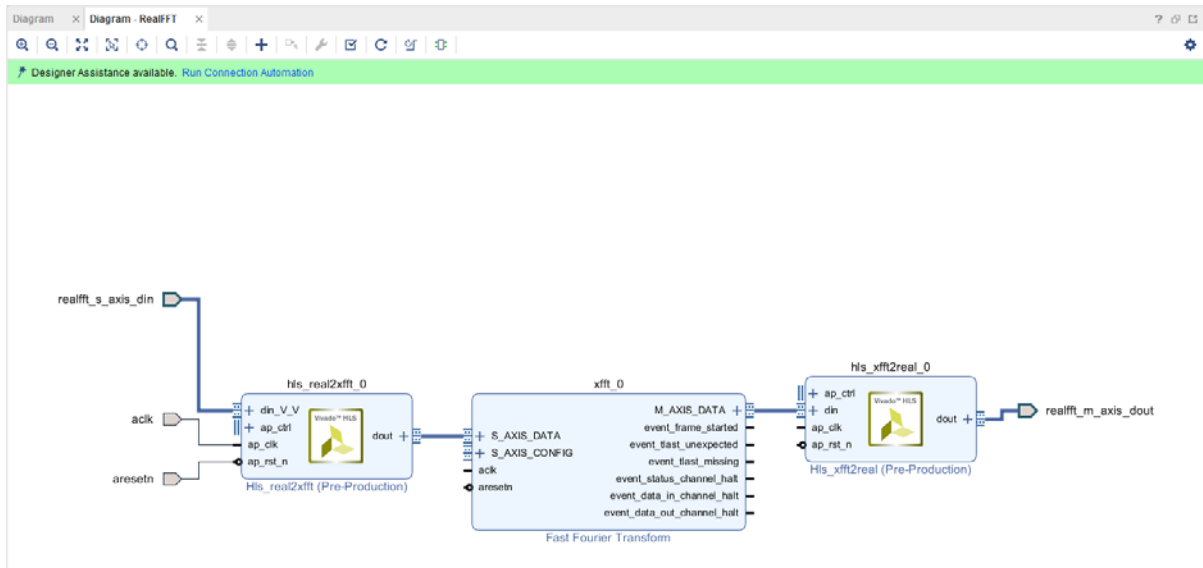 Diagram × Diagram - RealFFT ×
Designer Assistance available. Run Connection Automation
realfft_s_axis_din
aclk
aresetn
hls_real2xfft_0
din_V_V
ap_ctrl
ap_clk
ap_rst_n
Vivado™ HLS
dout
Hls_real2xfft (Pre-Production)
xfft_0
S_AXIS_DATA
S_AXIS_CONFIG
aclk
aresetn
M_AXIS_DATA
event_frame_started
event_tlast_unexpected
event_tlast_missing
event_status_channel_halt
event_data_in_channel_halt
event_data_out_channel_halt
Fast Fourier Transform
hls_xfft2real_0
ap_ctrl
din
ap_clk
ap_rst_n
Vivado™ HLS
dout
Hls_xfft2real (Pre-Production)
realfft_m_axis_dout